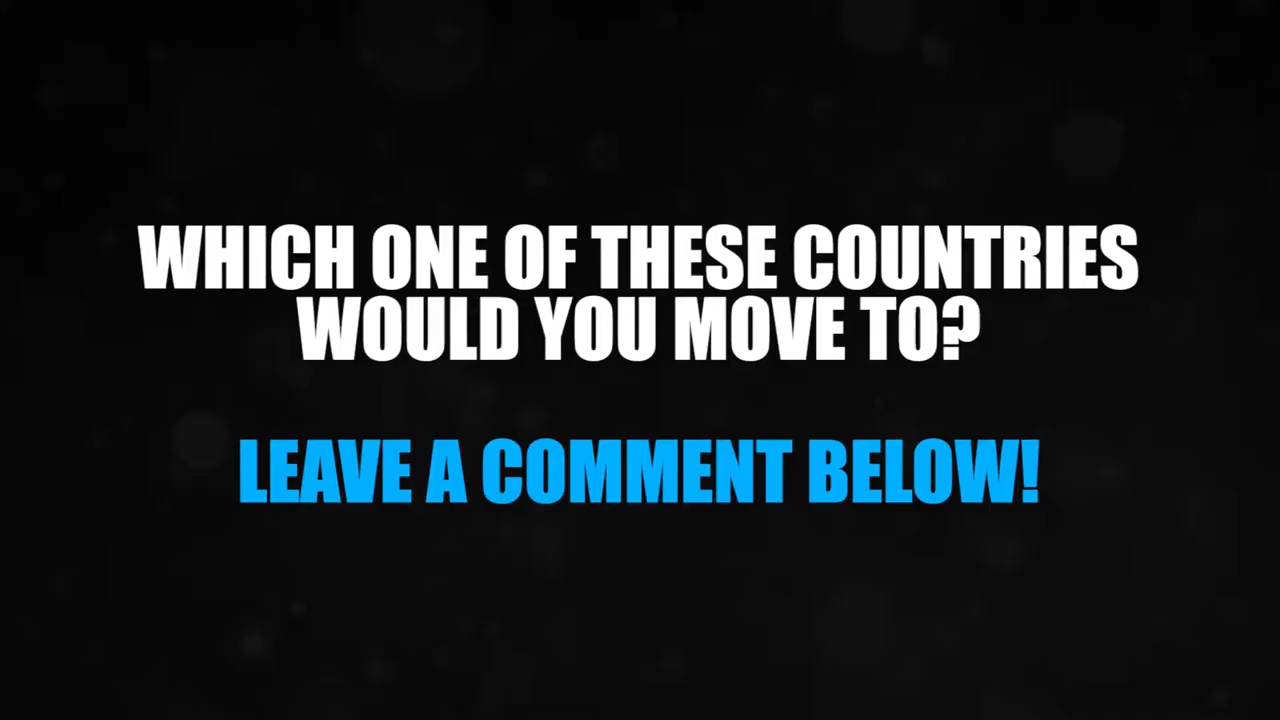 WHICH ONE OF THESE COUNTRIES
WOULD YOU MOVE TO?
LEAVE A COMMENT BELOW!